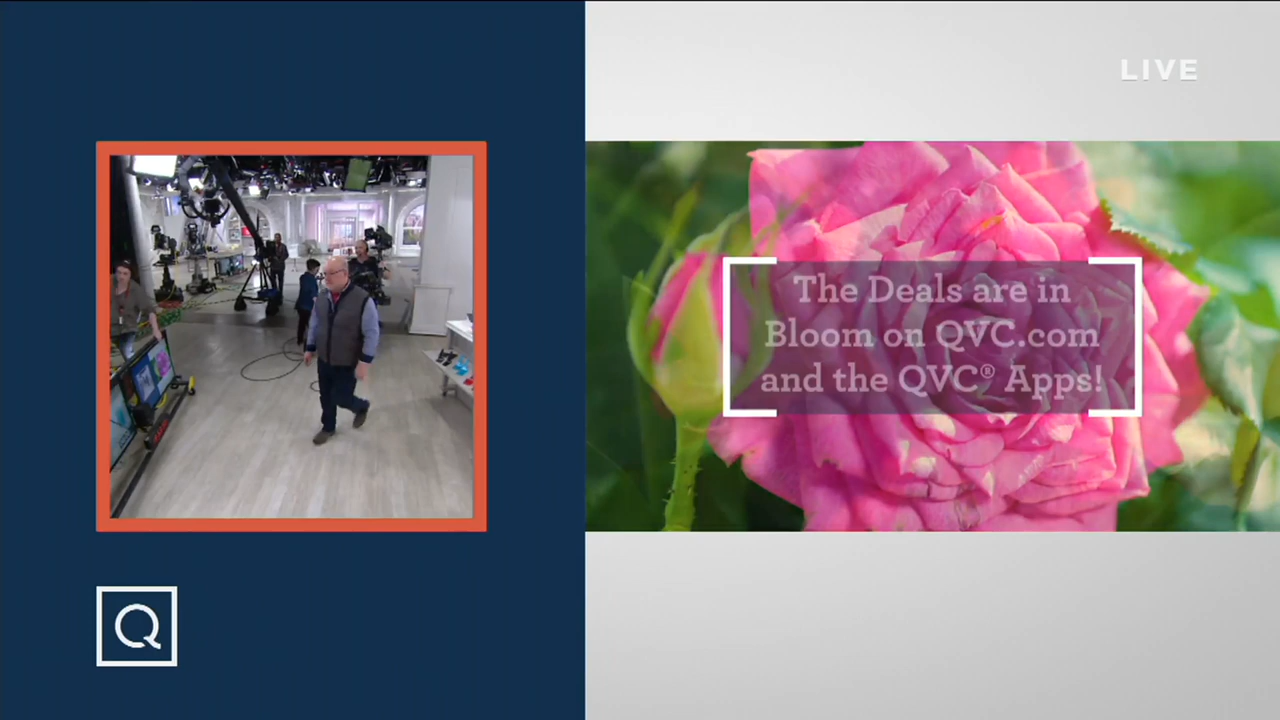 LIVE
The Deals are in
Bloom on QVC.com
and the QVC® Apps!
Q